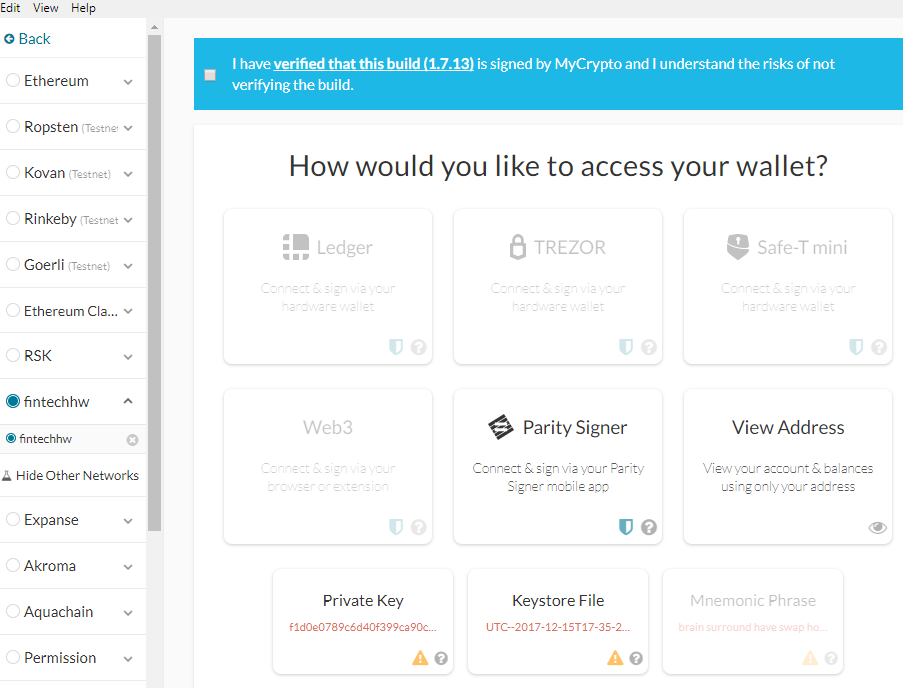 Edit View Help
Back
Ethereum
Ropsten (Testnet
Kovan (Testnet)
Rinkeby (Testnet
Goerli (Testnet)
Ethereum Cla...
RSK
fintechhw
fintechhw
Hide Other Networks
Expanse
Akroma
Aquachain
Permission
I have verified that this build (1.7.13) is signed by MyCrypto and I understand the risks of not
verifying the build.
How would you like to access your wallet?
Ledger
Connect & sign via your
hardware wallet
TREZOR
Connect & sign via your
hardware wallet
Safe-T mini
Connect & sign via your
hardware wallet
Web3
Connect & sign via your
browser or extension
Parity Signer
Connect & sign via your Parity
Signer mobile app
View Address
View your account & balances
using only your address
Private Key
f1d0e0789c6d40f399ca90c...
Keystore File
UTC--2017-12-15T17-35-2...
Mnemonic Phrase
brain surround have swap ho...